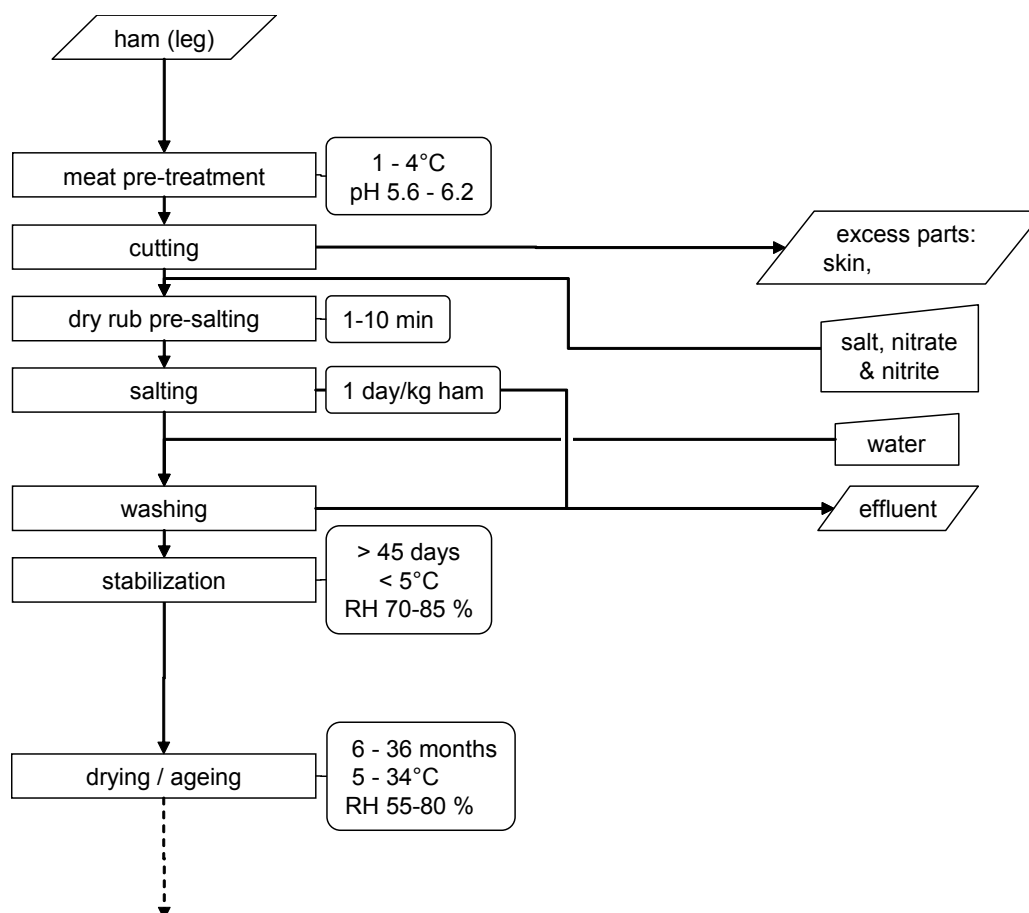 ham (leg)
meat pre-treatment
1 - 4°C
pH 5.6 - 6.2
cutting
excess parts:
skin,
dry rub pre-salting
1-10 min
salt, nitrate
& nitrite
salting
1 day/kg ham
water
washing
effluent
stabilization
> 45 days
< 5°C
RH 70-85 %
drying / ageing
6 - 36 months
5 - 34°C
RH 55-80 %